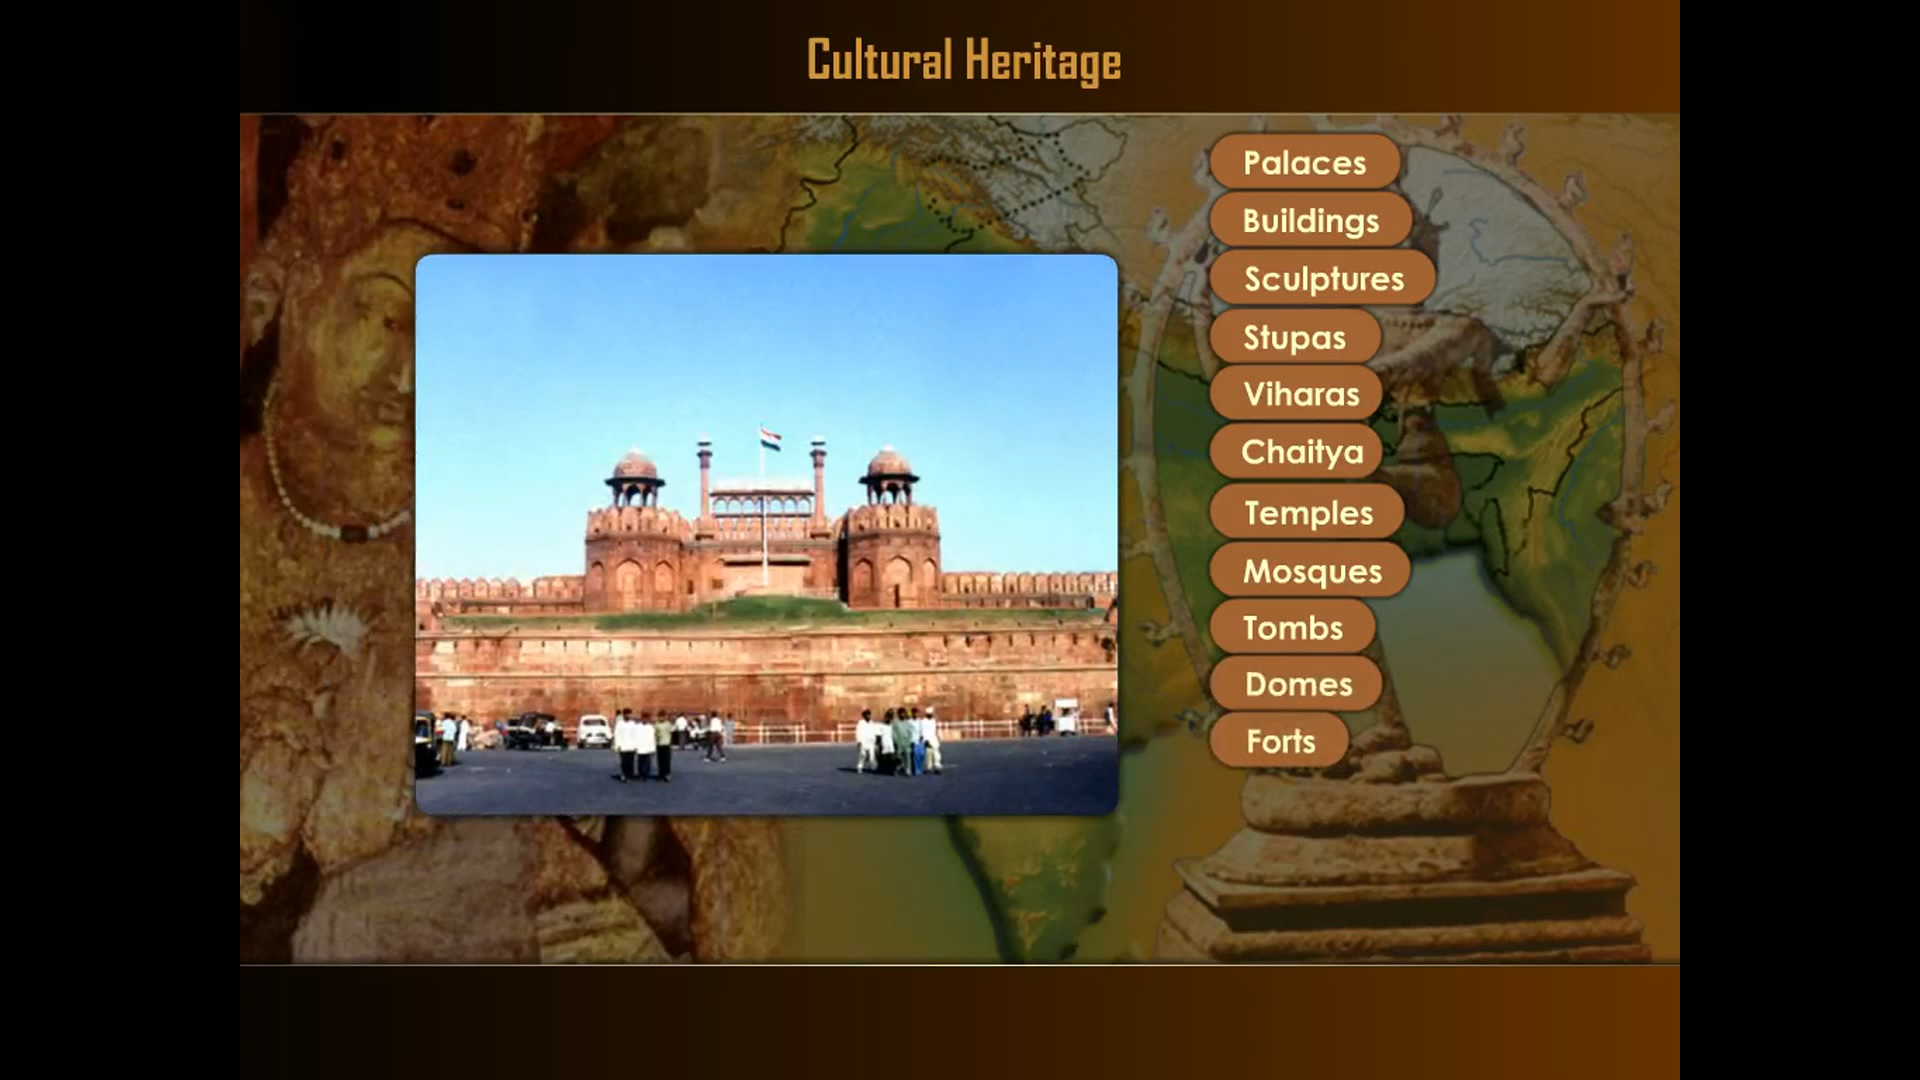 Cultural Heritage
Palaces
Buildings
Sculptures
Stupas
Viharas
Chaitya
Temples
Mosques
Tombs
Domes
Forts